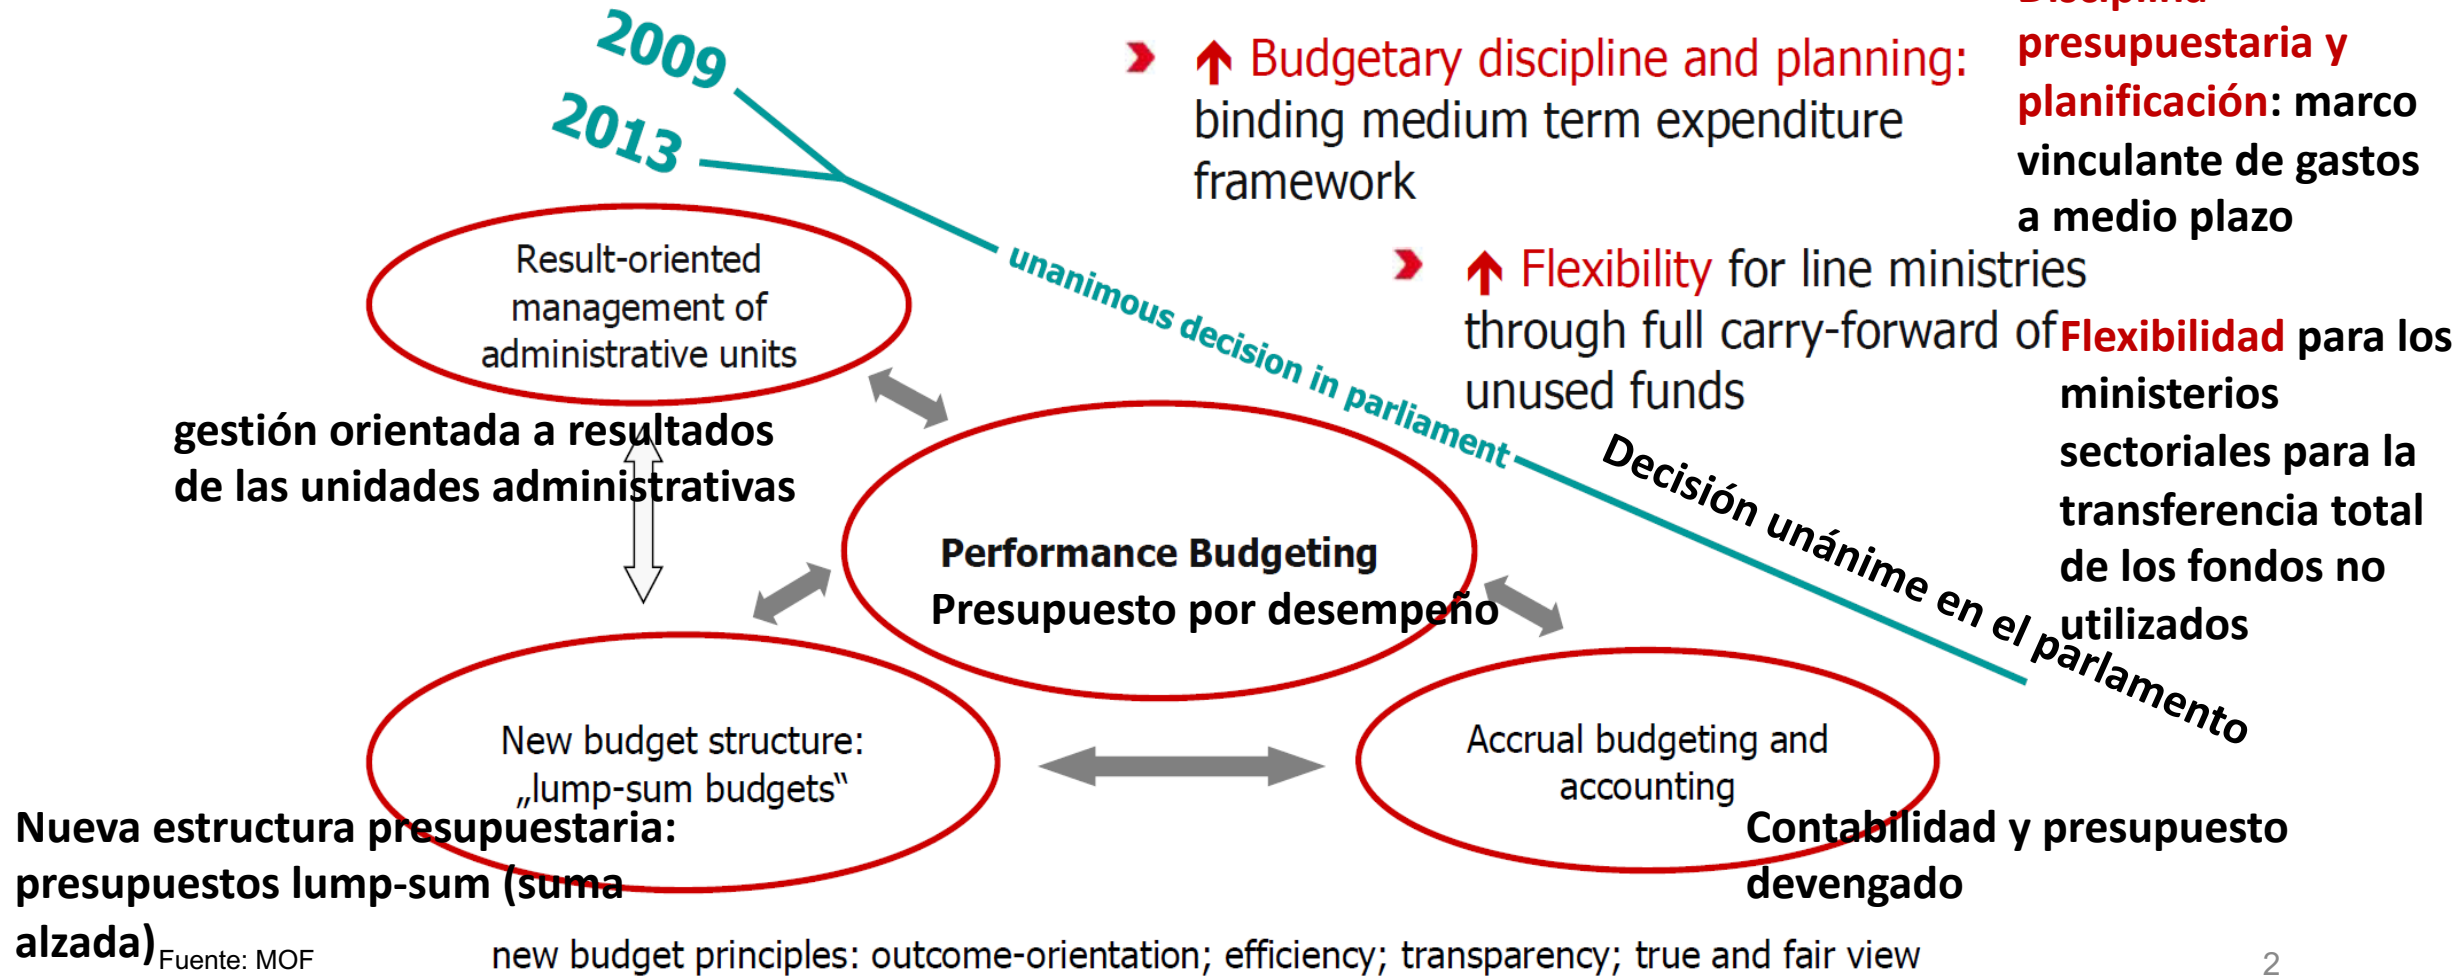 2009
2013
Budgetary discipline and planning:
binding medium term expenditure
framework
presupuestaria y
planificación: marco
vinculante de gastos
a medio plazo
Flexibility for line ministries
through full carry-forward of
unused funds
Flexibilidad para los
ministerios
sectoriales para la
transferencia total
de los fondos no
utilizados
unanimous decision in parliament
Decisión unánime en el parlamento
Result-oriented
management of
administrative units
gestión orientada a resultados
de las unidades administrativas
Performance Budgeting
Presupuesto por desempeño
New budget structure:
„lump-sum budgets“
Nueva estructura presupuestaria:
presupuestos lump-sum (suma
alzada)
Accrual budgeting and
accounting
Contabilidad y presupuesto
devengado
Fuente: MOF
new budget principles: outcome-orientation; efficiency; transparency; true and fair view
2